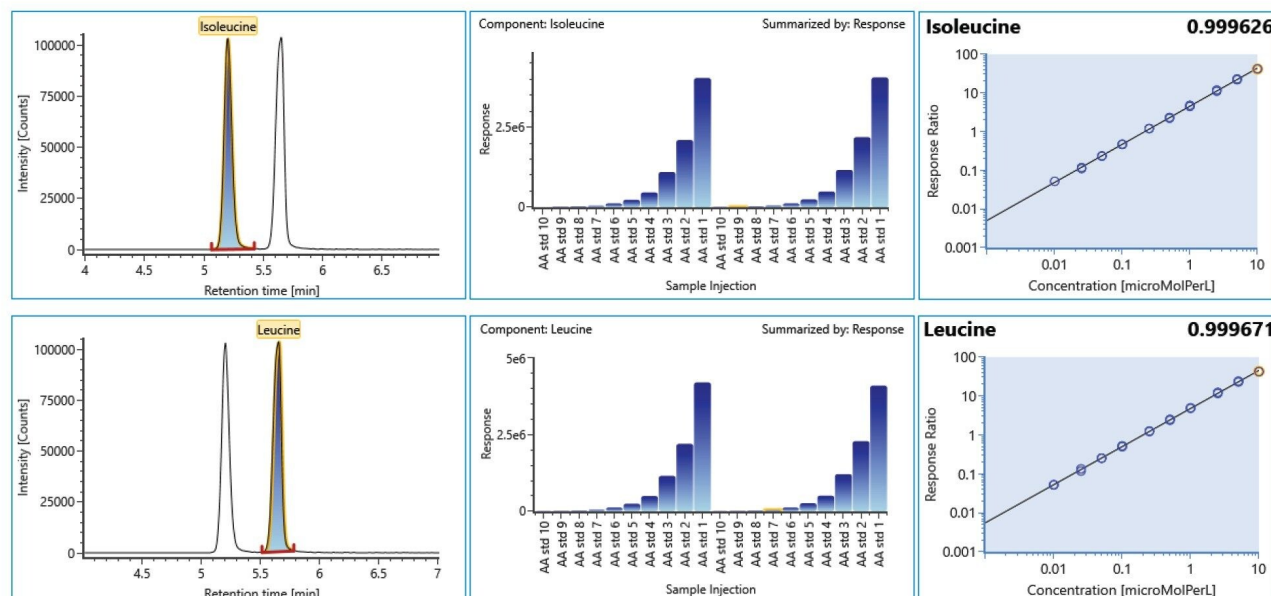 Isoleucine
Intensity [Counts]
100000
75000
50000
25000
0
4 4.5 5 5.5 6 6.5
Retention time [min]
Component: Isoleucine Summarized by: Response
Response
2.5e6
0
AA std 10
AA std 9
AA std 8
AA std 7
AA std 6
AA std 5
AA std 4
AA std 3
AA std 2
AA std 1
AA std 10
AA std 9
AA std 8
AA std 7
AA std 6
AA std 5
AA std 4
AA std 3
AA std 2
AA std 1
Sample Injection
Isoleucine 0.999626
Response Ratio
100
10
1
0.1
0.01
0.001
0.01 0.1 1 10
Concentration [microMolPerL]
Leucine
Intensity [Counts]
100000
75000
50000
25000
0
4.5 5 5.5 6 6.5 7
Retention time [min]
Component: Leucine Summarized by: Response
Response
5e6
2.5e6
0
AA std 10
AA std 9
AA std 8
AA std 7
AA std 6
AA std 5
AA std 4
AA std 3
AA std 2
AA std 1
AA std 10
AA std 9
AA std 8
AA std 7
AA std 6
AA std 5
AA std 4
AA std 3
AA std 2
AA std 1
Sample Injection
Leucine 0.999671
Response Ratio
100
10
1
0.1
0.01
0.001
0.01 0.1 1 10
Concentration [microMolPerL]